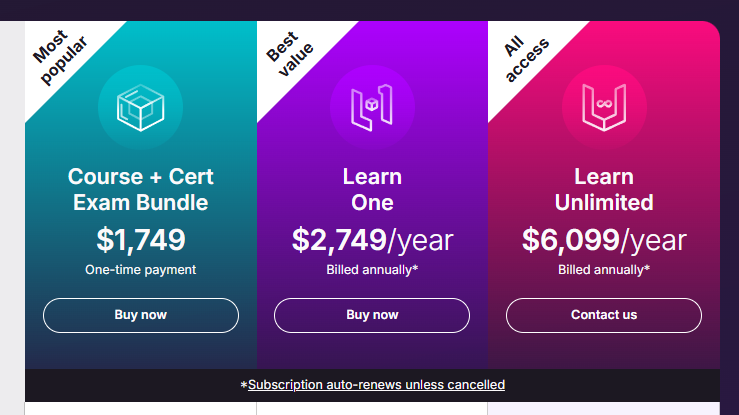 Most
popular
Best
value
All
access
Course + Cert
Exam Bundle
$1,749
One-time payment
Buy now
Learn
One
$2,749/year
Billed annually*
Buy now
Learn
Unlimited
$6,099/year
Billed annually*
Contact us
*Subscription auto-renews unless cancelled